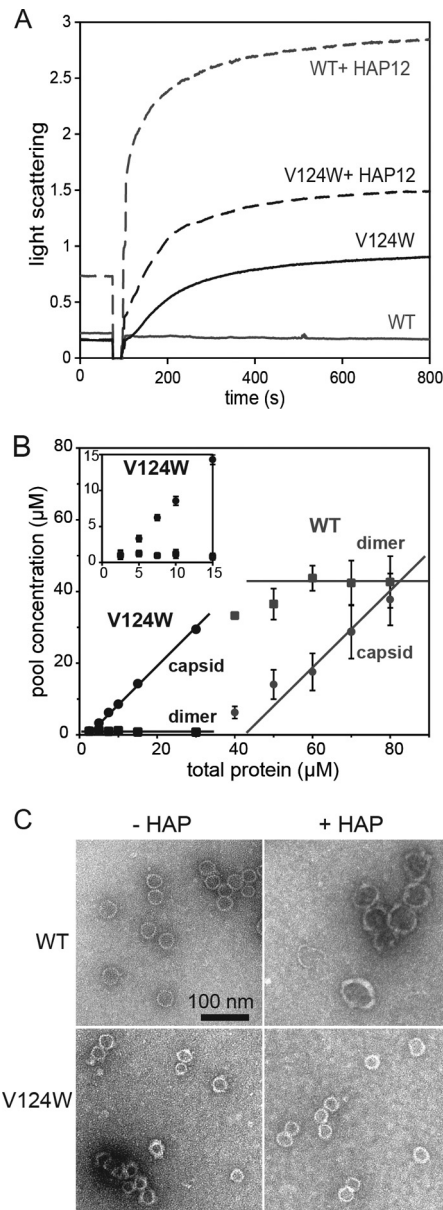 A
3
2.5
2
1.5
1
0.5
0
light scattering
WT+ HAP12
V124W+ HAP12
V124W
WT
0
200
400
600
800
time (s)
B
80
60
40
20
0
pool concentration (µM)
15
10
5
0
V124W
0
5
10
15
WT
dimer
V124W
capsid
capsid
dimer
0
20
40
60
80
100
total protein (µM)
C
- HAP
+ HAP
WT
100 nm
V124W